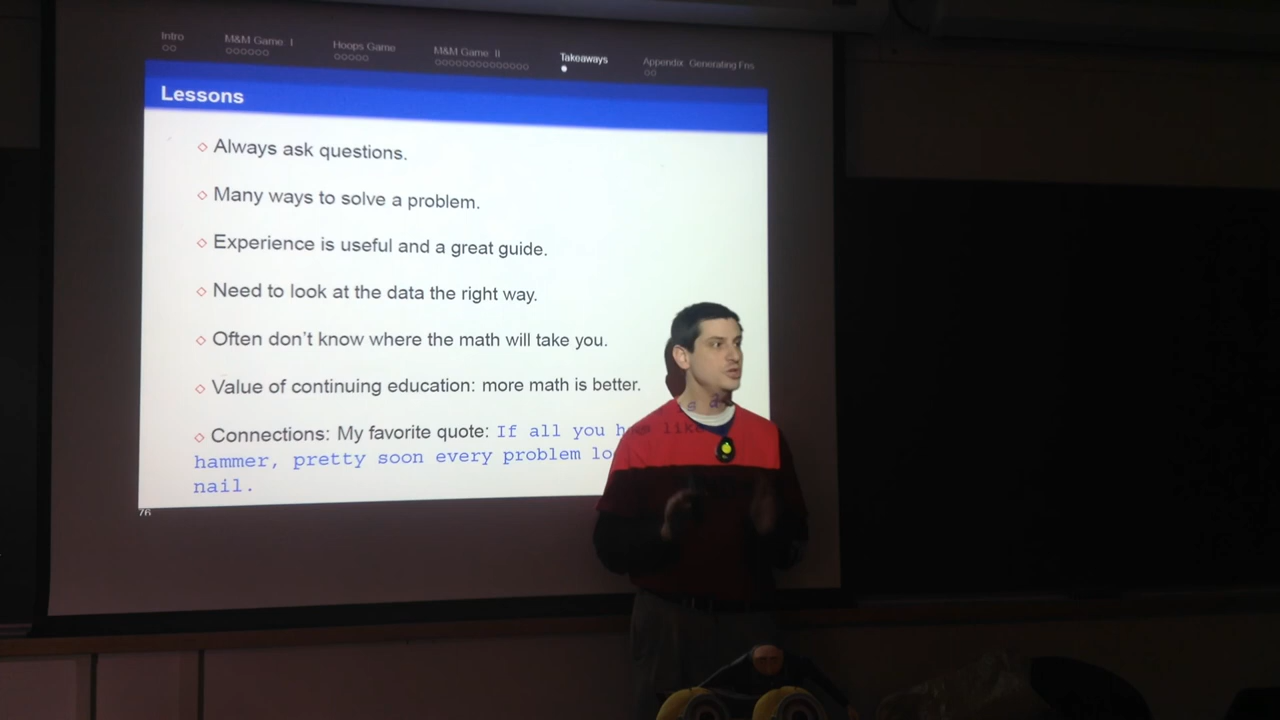 Intro
M&M Game I
Hoops Game
M&M Game II
Takeaways
Appendix Generating Fns
Lessons
Always ask questions.
Many ways to solve a problem.
Experience is useful and a great guide.
Need to look at the data the right way.
Often don't know where the math will take you.
Value of continuing education: more math is better.
Connections: My favorite quote: If all you is
hammer, pretty soon every problem like
nail.
76